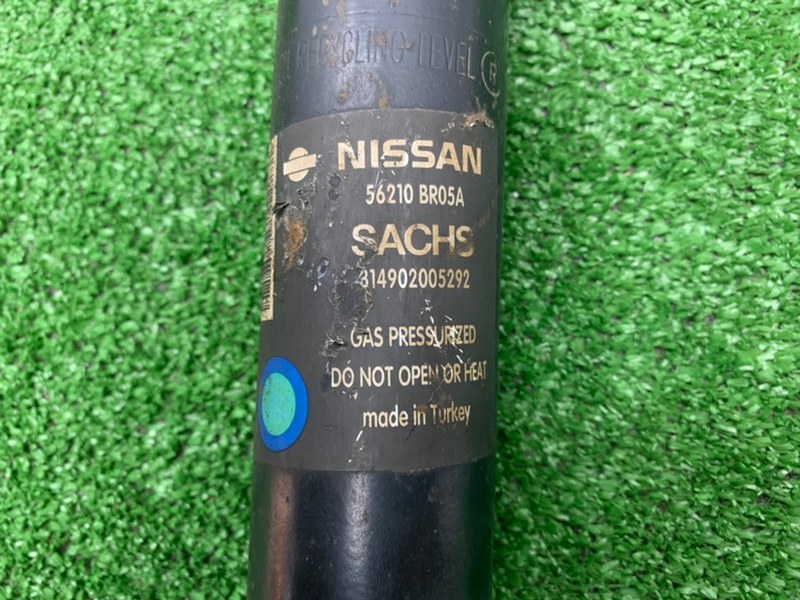 RECYCLING LEVEL R
NISSAN
56210 BR05A
SACHS
814902005292
GAS PRESSURIZED
DO NOT OPEN OR HEAT
made in Turkey